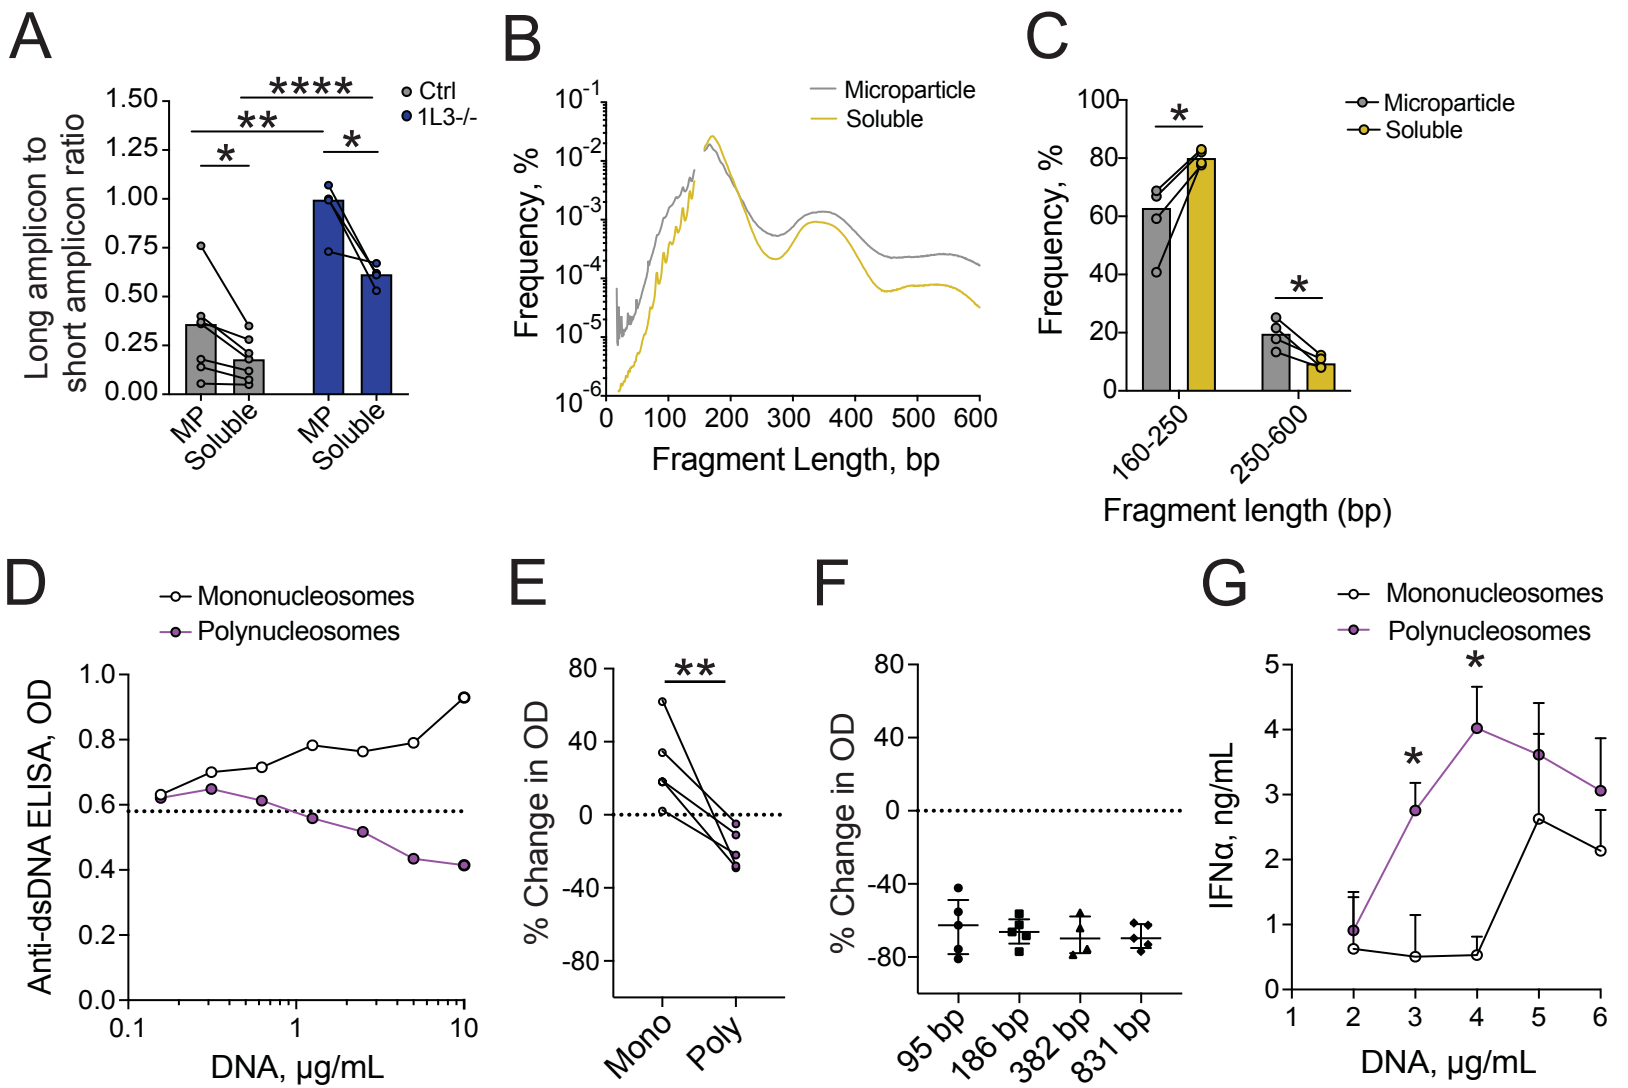 A
Long amplicon to
short amplicon ratio
1.50
1.25
1.00
0.75
0.50
0.25
0.00
****
**
*
*
Ctrl
1L3-/-
MP
Soluble
MP
Soluble
B
Frequency, %
10-1
10-2
10-3
10-4
10-5
10-6
Microparticle
Soluble
0 100 200 300 400 500 600
Fragment Length, bp
C
Frequency, %
100
80
60
40
20
0
*
*
Microparticle
Soluble
160-250
250-600
Fragment length (bp)
D
Mononucleosomes
Polynucleosomes
Anti-dsDNA ELISA, OD
1.0
0.8
0.6
0.4
0.2
0.0
0.1 1 10
DNA, µg/mL
E
% Change in OD
80
40
0
-40
-80
**
Mono
Poly
F
% Change in OD
80
40
0
-40
-80
95 bp
186 bp
382 bp
831 bp
G
Mononucleosomes
Polynucleosomes
IFNα, ng/mL
5
4
3
2
1
0
*
*
1 2 3 4 5 6
DNA, µg/mL